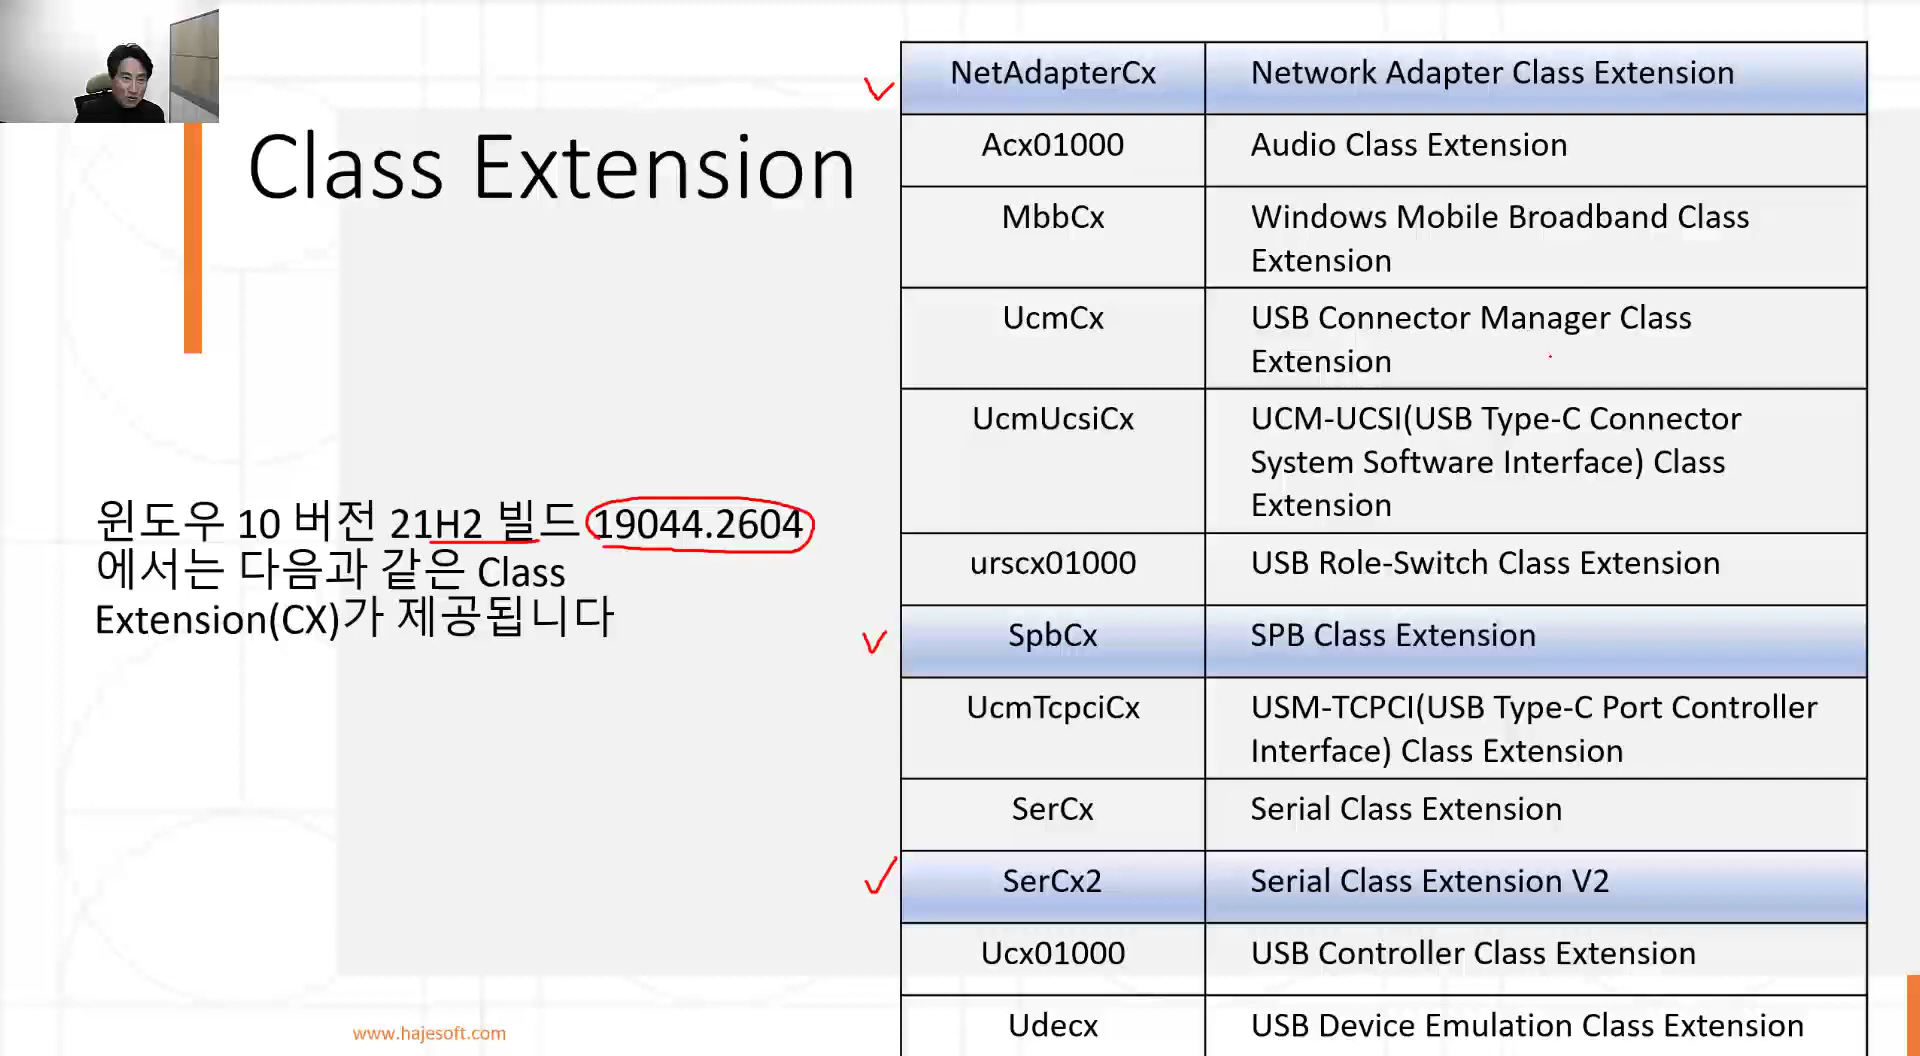 Class Extension
윈도우 10 버전 21H2 빌드 19044.2604
에서는 다음과 같은 Class
Extension(CX)가 제공됩니다
NetAdapterCx Network Adapter Class Extension
Acx01000 Audio Class Extension
MbbCx Windows Mobile Broadband Class
Extension
UcmCx USB Connector Manager Class
Extension
UcmUcsiCx UCM-UCSI(USB Type-C Connector
System Software Interface) Class
Extension
urscx01000 USB Role-Switch Class Extension
SpbCx SPB Class Extension
UcmTcpciCx USM-TCPCI(USB Type-C Port Controller
Interface) Class Extension
SerCx Serial Class Extension
SerCx2 Serial Class Extension V2
Ucx01000 USB Controller Class Extension
Udecx USB Device Emulation Class Extension
www.hajesoft.com